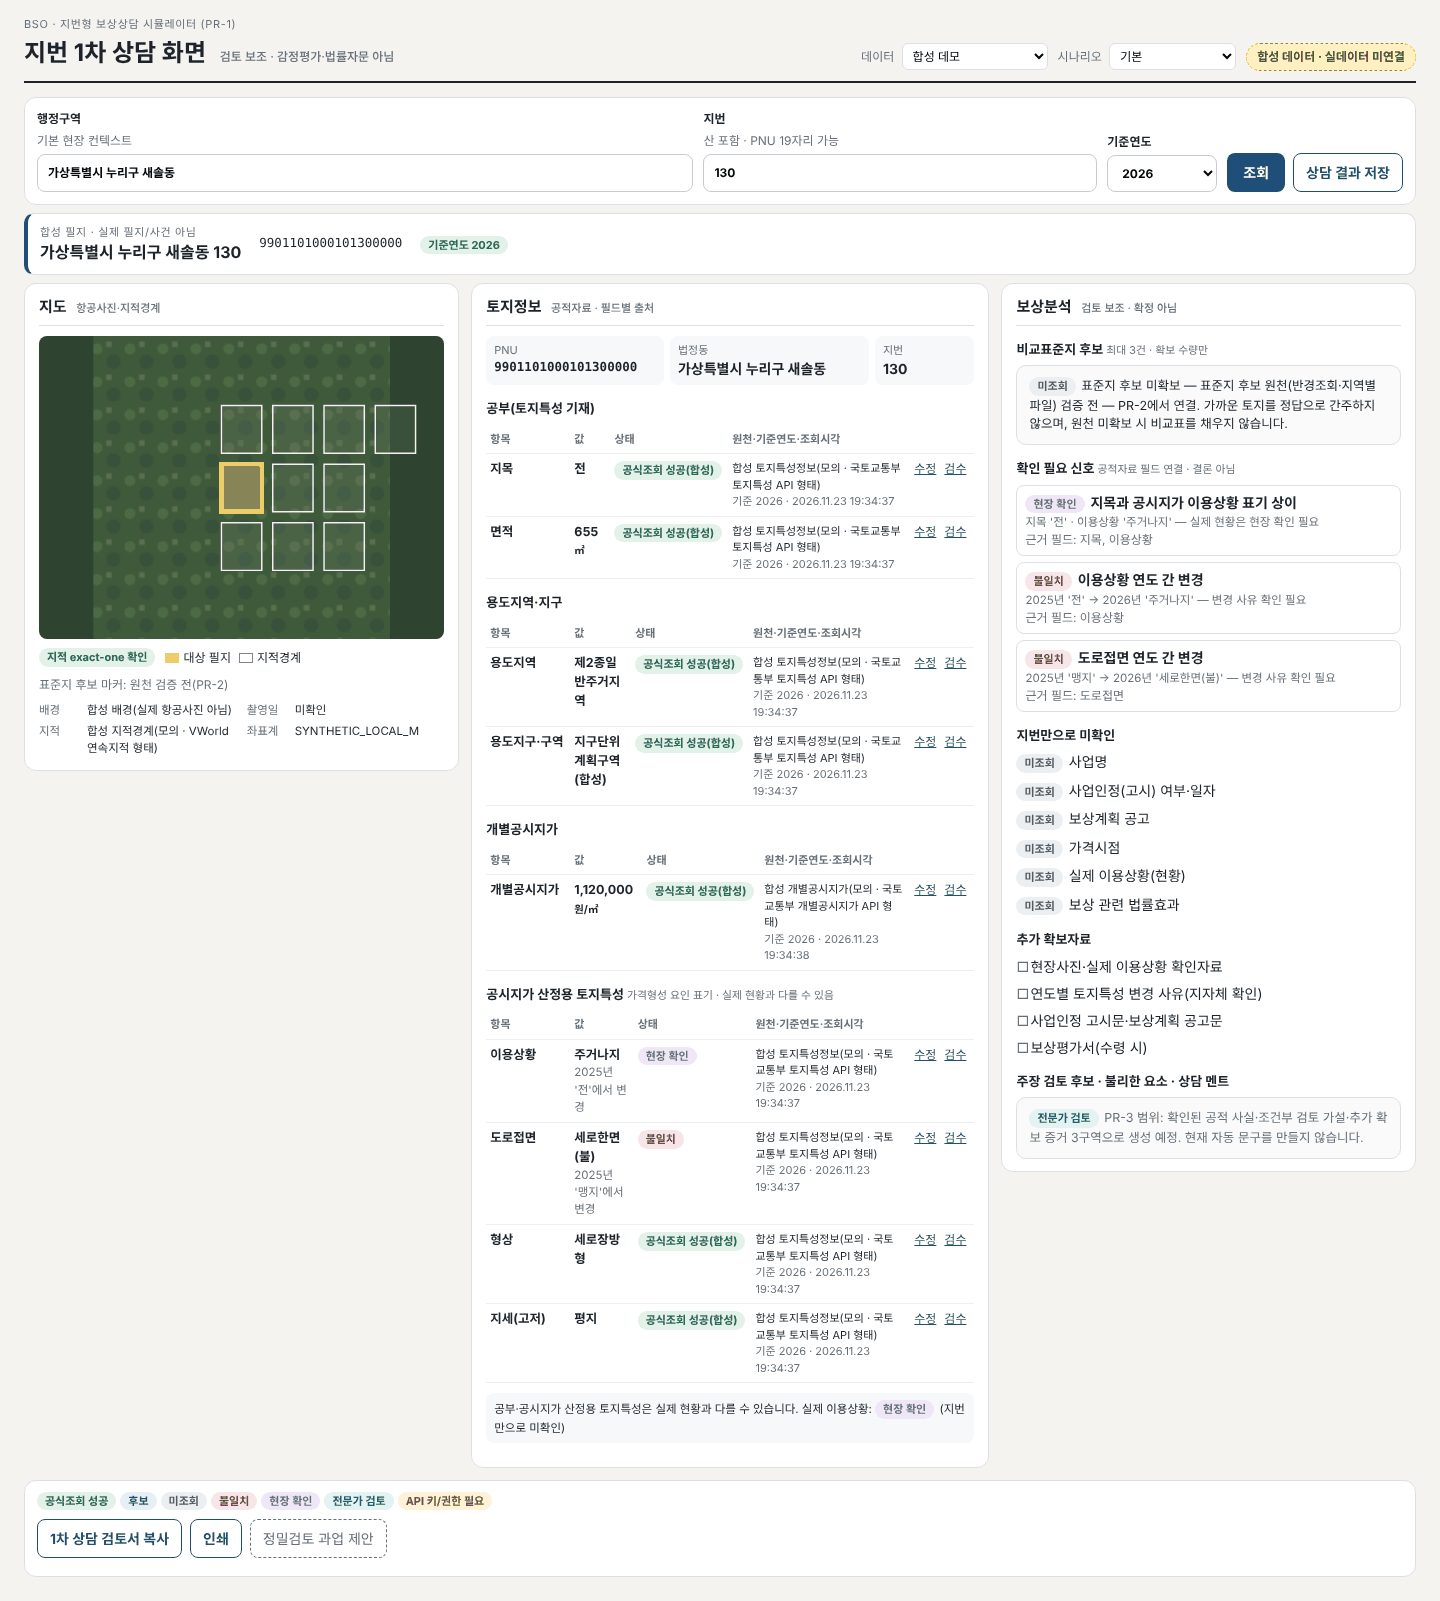 BSO · 지번형 보상상담 시뮬레이터 (PR-1)
지번 1차 상담 화면 검토 보조 · 감정평가·법률자문 아님
데이터 합성 데모 시나리오 기본 합성 데이터 · 실데이터 미연결
행정구역
기본 현장 컨텍스트
가상특별시 누리구 새솔동
지번
산 포함 · PNU 19자리 가능
130
기준연도
2026
조회
상담 결과 저장
합성 필지 · 실제 필지/사건 아님
가상특별시 누리구 새솔동 130
9901101000101300000
기준연도 2026
지도 항공사진·지적경계
지적 exact-one 확인 대상 필지 지적경계
표준지 후보 마커: 원천 검증 전(PR-2)
배경 합성 배경(실제 항공사진 아님) 촬영일 미확인
지적 합성 지적경계(모의 · VWorld 좌표계 SYNTHETIC_LOCAL_M
연속지적 형태)
토지정보 공적자료 · 필드별 출처
PNU
9901101000101300000
법정동
가상특별시 누리구 새솔동
지번
130
공부(토지특성 기재)
항목 값 상태 원천·기준연도·조회시각
지목 전 공식조회 성공(합성) 합성 토지특성정보(모의 · 국토교통부 수정 검수
토지특성 API 형태)
기준 2026 · 2026.11.23 19:34:37
면적 655 공식조회 성공(합성) 합성 토지특성정보(모의 · 국토교통부 수정 검수
㎡ 토지특성 API 형태)
기준 2026 · 2026.11.23 19:34:37
용도지역·지구
항목 값 상태 원천·기준연도·조회시각
용도지역 제2종일 공식조회 성공(합성) 합성 토지특성정보(모의 · 국토교 수정 검수
반주거지 통부 토지특성 API 형태)
역 기준 2026 · 2026.11.23
19:34:37
용도지구·구역 지구단위 공식조회 성공(합성) 합성 토지특성정보(모의 · 국토교 수정 검수
계획구역 통부 토지특성 API 형태)
(합성) 기준 2026 · 2026.11.23
19:34:37
개별공시지가
항목 값 상태 원천·기준연도·조회시각
개별공시지가 1,120,000 공식조회 성공(합성) 합성 개별공시지가(모의 · 국토 수정 검수
원/㎡ 교통부 개별공시지가 API 형
태)
기준 2026 · 2026.11.23
19:34:38
공시지가 산정용 토지특성 가격형성 요인 표기 · 실제 현황과 다를 수 있음
항목 값 상태 원천·기준연도·조회시각
이용상황 주거나지 현장 확인 합성 토지특성정보(모의 · 국토 수정 검수
2025년 교통부 토지특성 API 형태)
'전'에서 변 기준 2026 · 2026.11.23
경 19:34:37
도로접면 세로한면 불일치 합성 토지특성정보(모의 · 국토 수정 검수
(불) 교통부 토지특성 API 형태)
2025년 기준 2026 · 2026.11.23
'맹지'에서 19:34:37
변경
형상 세로장방 공식조회 성공(합성) 합성 토지특성정보(모의 · 국토 수정 검수
형 교통부 토지특성 API 형태)
기준 2026 · 2026.11.23
19:34:37
지세(고저) 평지 공식조회 성공(합성) 합성 토지특성정보(모의 · 국토 수정 검수
교통부 토지특성 API 형태)
기준 2026 · 2026.11.23
19:34:37
공부·공시지가 산정용 토지특성은 실제 현황과 다를 수 있습니다. 실제 이용상황: 현장 확인 (지번
만으로 미확인)
보상분석 검토 보조 · 확정 아님
비교표준지 후보 최대 3건 · 확보 수량만
미조회 표준지 후보 미확보 — 표준지 후보 원천(반경조회·지역별
파일) 검증 전 — PR-2에서 연결. 가까운 토지를 정답으로 간주하지
않으며, 원천 미확보 시 비교표를 채우지 않습니다.
확인 필요 신호 공적자료 필드 연결 · 결론 아님
현장 확인 지목과 공시지가 이용상황 표기 상이
지목 '전' · 이용상황 '주거나지' — 실제 현황은 현장 확인 필요
근거 필드: 지목, 이용상황
불일치 이용상황 연도 간 변경
2025년 '전' → 2026년 '주거나지' — 변경 사유 확인 필요
근거 필드: 이용상황
불일치 도로접면 연도 간 변경
2025년 '맹지' → 2026년 '세로한면(불)' — 변경 사유 확인 필요
근거 필드: 도로접면
지번만으로 미확인
미조회 사업명
미조회 사업인정(고시) 여부·일자
미조회 보상계획 공고
미조회 가격시점
미조회 실제 이용상황(현황)
미조회 보상 관련 법률효과
추가 확보자료
☐현장사진·실제 이용상황 확인자료
☐연도별 토지특성 변경 사유(지자체 확인)
☐사업인정 고시문·보상계획 공고문
☐보상평가서(수령 시)
주장 검토 후보 · 불리한 요소 · 상담 멘트
전문가 검토 PR-3 범위: 확인된 공적 사실·조건부 검토 가설·추가 확
보 증거 3구역으로 생성 예정. 현재 자동 문구를 만들지 않습니다.
공식조회 성공 후보 미조회 불일치 현장 확인 전문가 검토 API 키/권한 필요
1차 상담 검토서 복사 인쇄 정밀검토 과업 제안